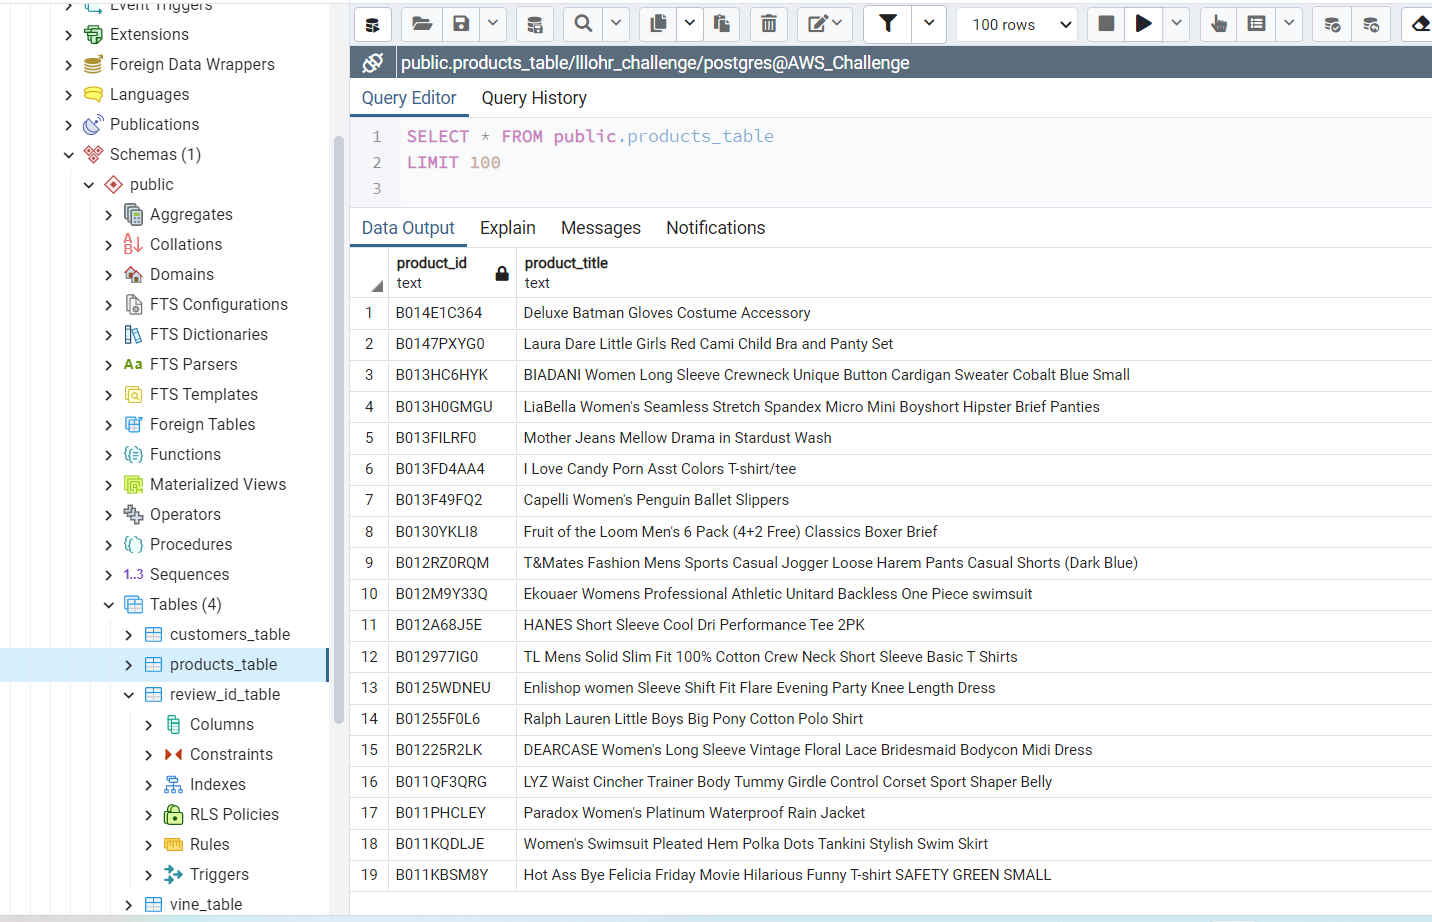 Event Triggers
Extensions
Foreign Data Wrappers
Languages
Publications
Schemas (1)
public
Aggregates
Collations
Domains
FTS Configurations
FTS Dictionaries
Aa FTS Parsers
FTS Templates
Foreign Tables
Functions
Materialized Views
Operators
Procedures
1..3 Sequences
Tables (4)
customers_table
products_table
review_id_table
Columns
Constraints
Indexes
RLS Policies
Rules
Triggers
vine_table
100 rows
public.products_table/lllohr_challenge/postgres@AWS_Challenge
Query Editor Query History
1 SELECT * FROM public.products_table
2 LIMIT 100
3
Data Output Explain Messages Notifications
product_id product_title
text text
1 B014E1C364 Deluxe Batman Gloves Costume Accessory
2 B0147PXYG0 Laura Dare Little Girls Red Cami Child Bra and Panty Set
3 B013HC6HYK BIADANI Women Long Sleeve Crewneck Unique Button Cardigan Sweater Cobalt Blue Small
4 B013H0GMGU LiaBella Women's Seamless Stretch Spandex Micro Mini Boyshort Hipster Brief Panties
5 B013FILRF0 Mother Jeans Mellow Drama in Stardust Wash
6 B013FD4AA4 I Love Candy Porn Asst Colors T-shirt/tee
7 B013F49FQ2 Capelli Women's Penguin Ballet Slippers
8 B0130YKLI8 Fruit of the Loom Men's 6 Pack (4+2 Free) Classics Boxer Brief
9 B012RZ0RQM T&Mates Fashion Mens Sports Casual Jogger Loose Harem Pants Casual Shorts (Dark Blue)
10 B012M9Y33Q Ekouaer Womens Professional Athletic Unitard Backless One Piece swimsuit
11 B012A68J5E HANES Short Sleeve Cool Dri Performance Tee 2PK
12 B012977IG0 TL Mens Solid Slim Fit 100% Cotton Crew Neck Short Sleeve Basic T Shirts
13 B0125WDNEU Enlishop women Sleeve Shift Fit Flare Evening Party Knee Length Dress
14 B01255F0L6 Ralph Lauren Little Boys Big Pony Cotton Polo Shirt
15 B01225R2LK DEARCASE Women's Long Sleeve Vintage Floral Lace Bridesmaid Bodycon Midi Dress
16 B011QF3QRG LYZ Waist Cincher Trainer Body Tummy Girdle Control Corset Sport Shaper Belly
17 B011PHCLEY Paradox Women's Platinum Waterproof Rain Jacket
18 B011KQDLJE Women's Swimsuit Pleated Hem Polka Dots Tankini Stylish Swim Skirt
19 B011KBSM8Y Hot Ass Bye Felicia Friday Movie Hilarious Funny T-shirt SAFETY GREEN SMALL